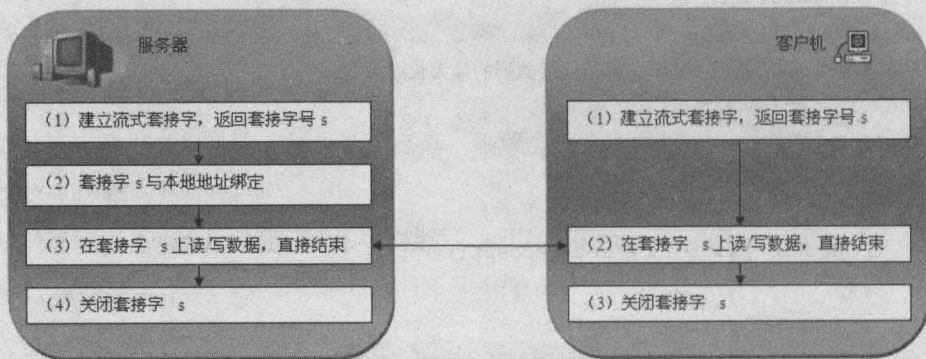 服务器
(1) 建立流式套接字，返回套接字号 s
(2) 套接字 s 与本地地址绑定
(3) 在套接字 s 上读 写数据，直接结束
(4) 关闭套接字 s
客户机
(1) 建立流式套接字，返回套接字号 s
(2) 在套接字 s 上读 写数据，直接结束
(3) 关闭套接字 s